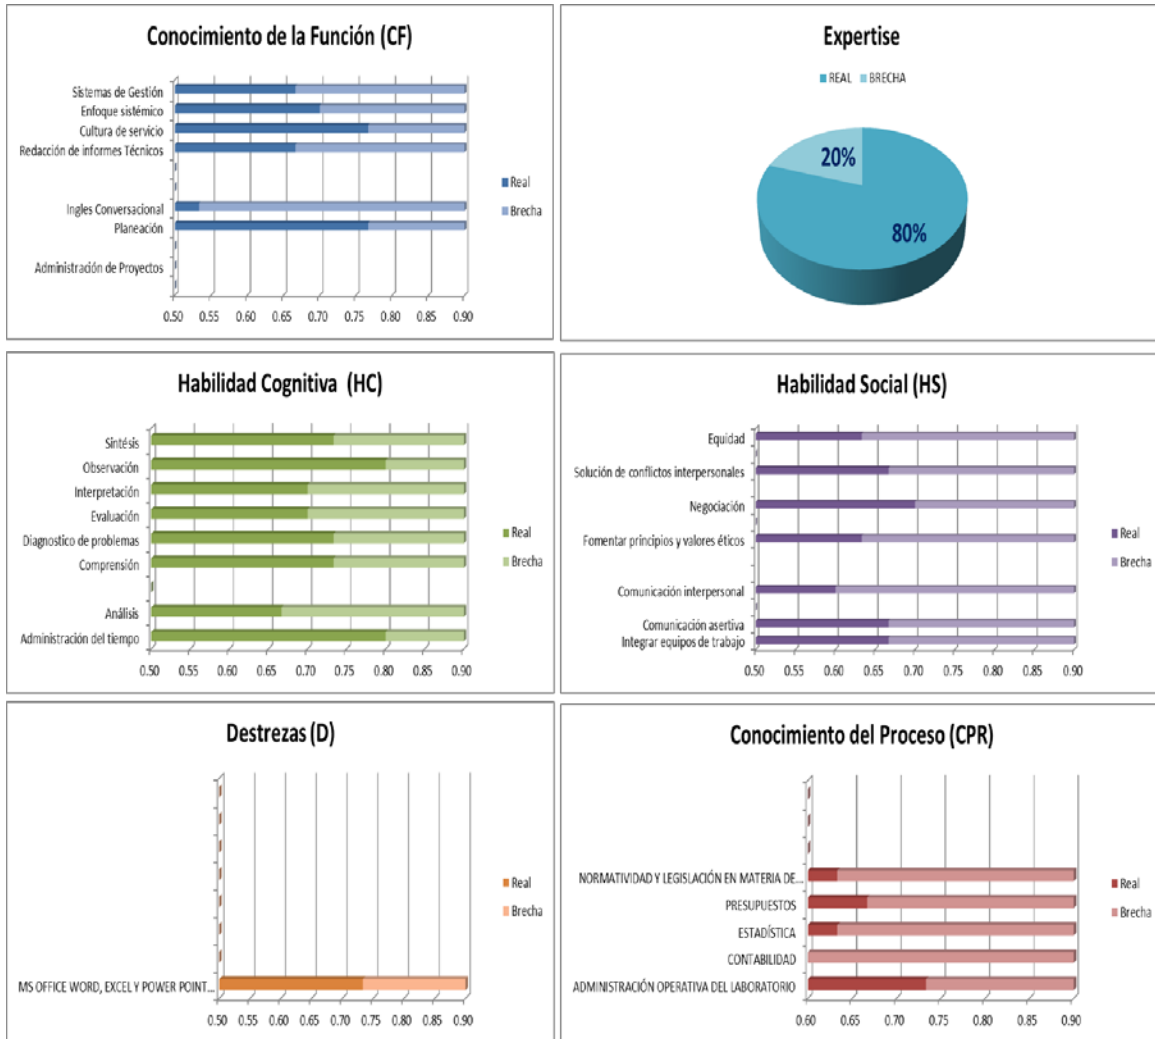 Conocimiento de la Función (CF)
Sistemas de Gestión
Enfoque sistémico
Cultura de servicio
Redacción de informes Técnicos
Ingles Conversacional
Planeación
Administración de Proyectos
Real
Brecha
0.50 0.55 0.60 0.65 0.70 0.75 0.80 0.85 0.90
Expertise
REAL BRECHA
20%
80%
Habilidad Cognitiva (HC)
Sintésis
Observación
Interpretación
Evaluación
Diagnostico de problemas
Comprensión
Análisis
Administración del tiempo
Real
Brecha
0.50 0.55 0.60 0.65 0.70 0.75 0.80 0.85 0.90
Habilidad Social (HS)
Equidad
Solución de conflictos interpersonales
Negociación
Fomentar principios y valores éticos
Comunicación interpersonal
Comunicación asertiva
Integrar equipos de trabajo
Real
Brecha
0.50 0.55 0.60 0.65 0.70 0.75 0.80 0.85 0.90
Destrezas (D)
MS OFFICE WORD, EXCEL Y POWER POINT...
Real
Brecha
0.50 0.55 0.60 0.65 0.70 0.75 0.80 0.85 0.90
Conocimiento del Proceso (CPR)
NORMATIVIDAD Y LEGISLACIÓN EN MATERIA DE...
PRESUPUESTOS
ESTADÍSTICA
CONTABILIDAD
ADMINISTRACIÓN OPERATIVA DEL LABORATORIO
Real
Brecha
0.60 0.65 0.70 0.75 0.80 0.85 0.90